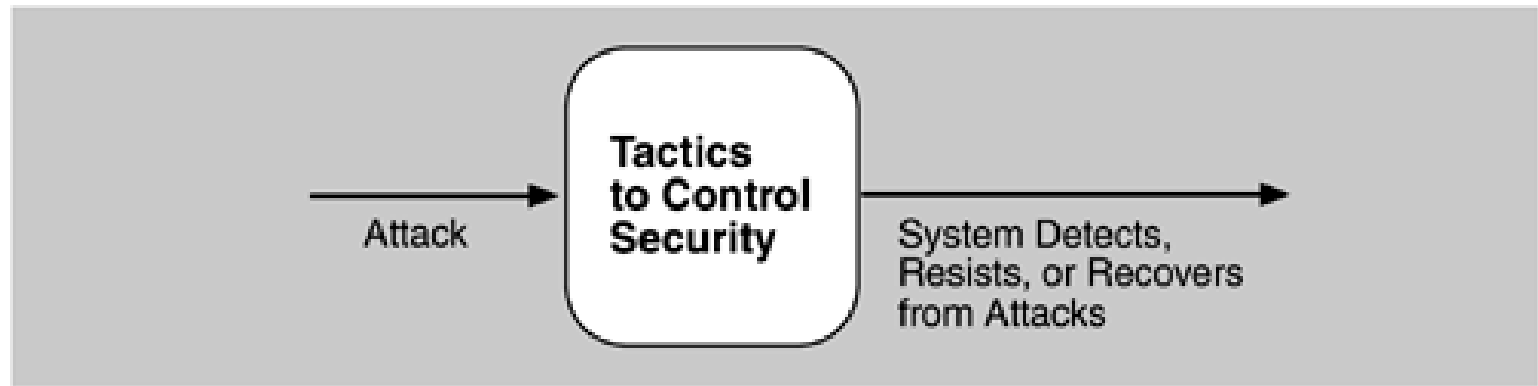 Attack
Tactics
to Control
Security
System Detects,
Resists, or Recovers
from Attacks